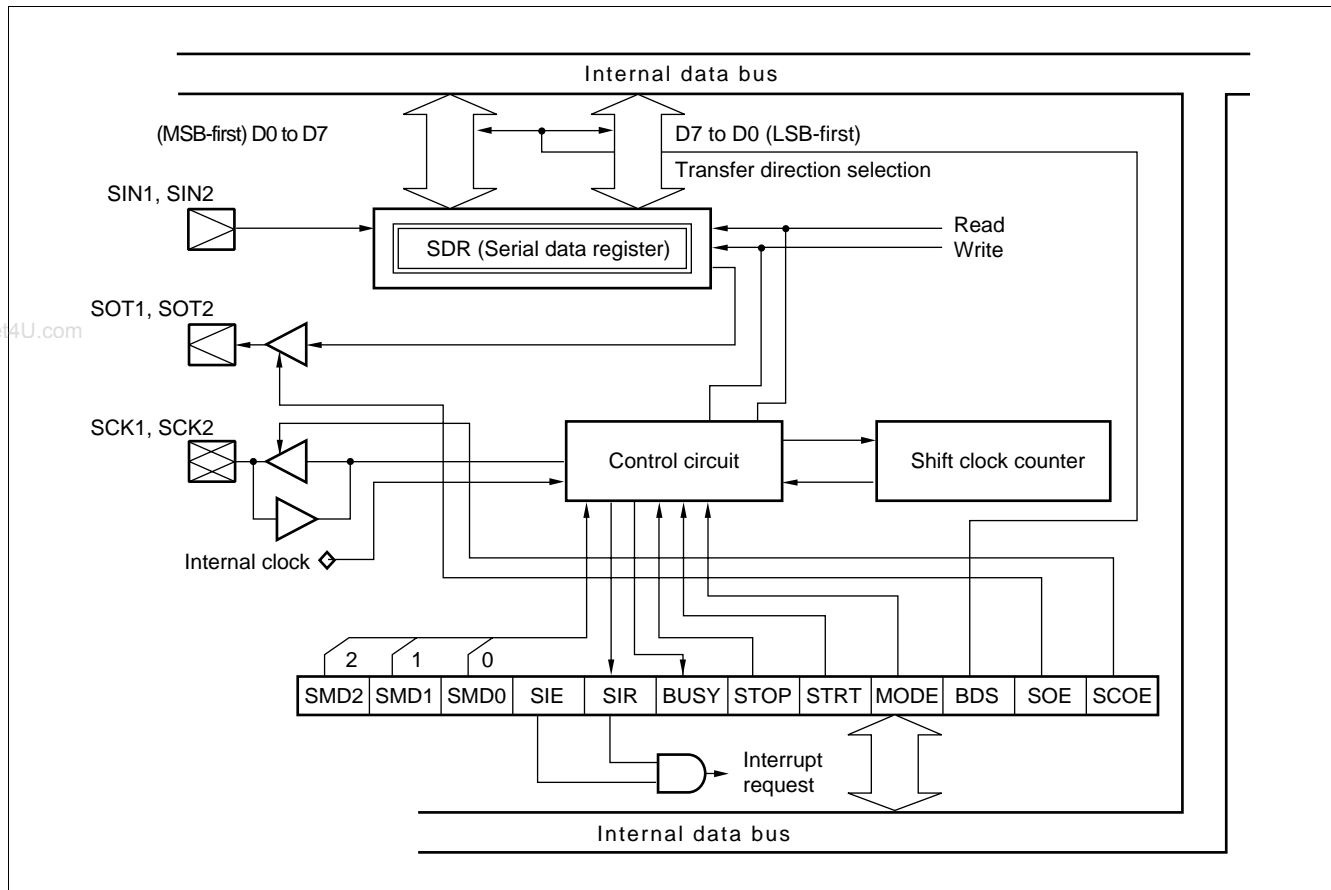 Internal data bus
(MSB-first) D0 to D7
D7 to D0 (LSB-first)
Transfer direction selection
SIN1, SIN2
SDR (Serial data register)
Read
Write
SOT1, SOT2
et4U.com
SCK1, SCK2
Control circuit
Shift clock counter
Internal clock
2 1 0
SMD2 SMD1 SMD0 SIE SIR BUSY STOP STRT MODE BDS SOE SCOE
Interrupt
request
Internal data bus